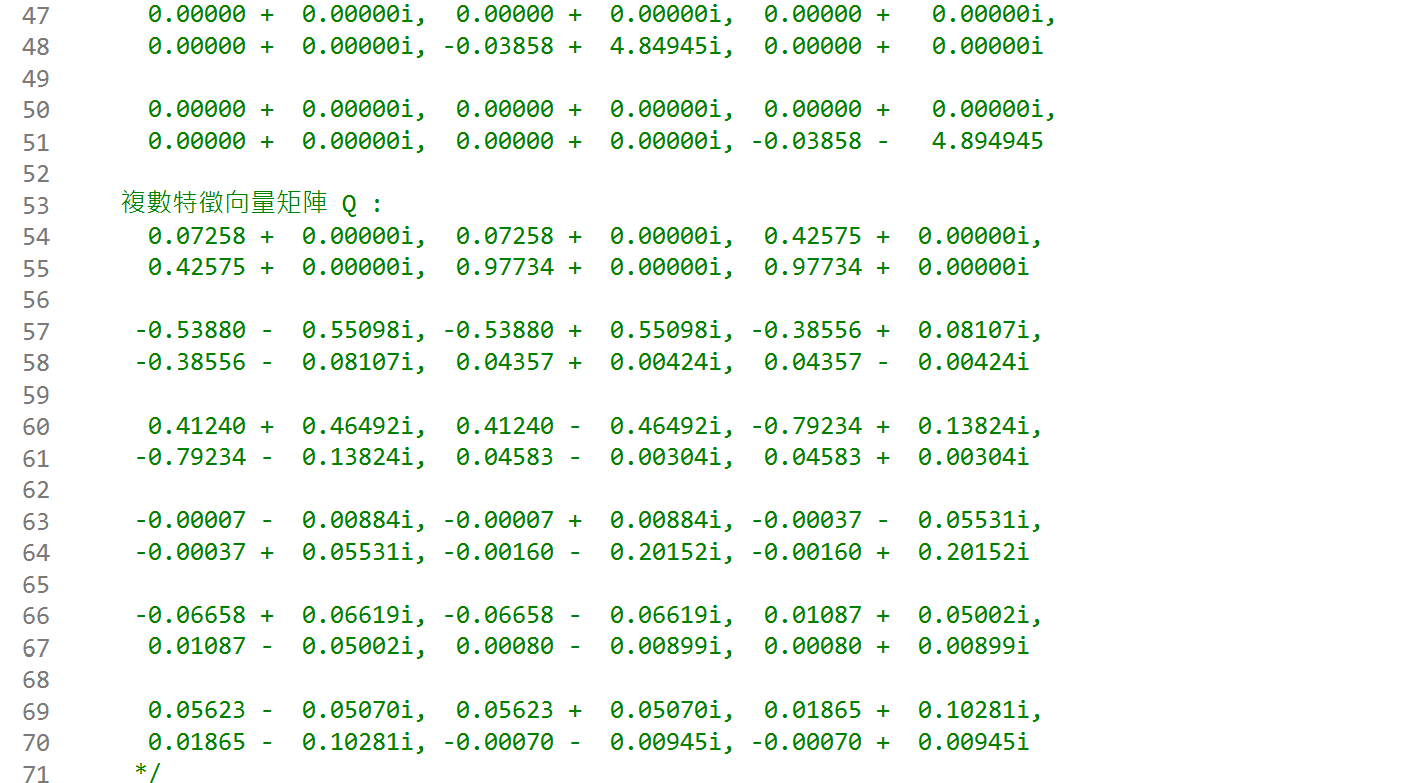 47 0.00000 + 0.00000i, 0.00000 + 0.00000i, 0.00000 + 0.00000i,
48 0.00000 + 0.00000i, -0.03858 + 4.84945i, 0.00000 + 0.00000i
49
50 0.00000 + 0.00000i, 0.00000 + 0.00000i, 0.00000 + 0.00000i,
51 0.00000 + 0.00000i, 0.00000 + 0.00000i, -0.03858 - 4.894945
52
53 複數特徵向量矩陣 Q :
54 0.07258 + 0.00000i, 0.07258 + 0.00000i, 0.42575 + 0.00000i,
55 0.42575 + 0.00000i, 0.97734 + 0.00000i, 0.97734 + 0.00000i
56
57 -0.53880 - 0.55098i, -0.53880 + 0.55098i, -0.38556 + 0.08107i,
58 -0.38556 - 0.08107i, 0.04357 + 0.00424i, 0.04357 - 0.00424i
59
60 0.41240 + 0.46492i, 0.41240 - 0.46492i, -0.79234 + 0.13824i,
61 -0.79234 - 0.13824i, 0.04583 - 0.00304i, 0.04583 + 0.00304i
62
63 -0.00007 - 0.00884i, -0.00007 + 0.00884i, -0.00037 - 0.05531i,
64 -0.00037 + 0.05531i, -0.00160 - 0.20152i, -0.00160 + 0.20152i
65
66 -0.06658 + 0.06619i, -0.06658 - 0.06619i, 0.01087 + 0.05002i,
67 0.01087 - 0.05002i, 0.00080 - 0.00899i, 0.00080 + 0.00899i
68
69 0.05623 - 0.05070i, 0.05623 + 0.05070i, 0.01865 + 0.10281i,
70 0.01865 - 0.10281i, -0.00070 - 0.00945i, -0.00070 + 0.00945i
71 */